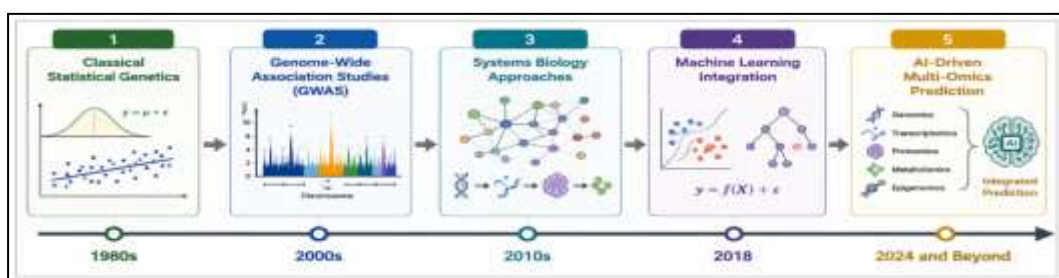 1
Classical
Statistical Genetics
y = μ + ε
2
Genome-Wide
Association Studies
(GWAS)
Chromosome
3
Systems Biology
Approaches
4
Machine Learning
Integration
y = f(X) + ε
5
AI-Driven
Multi-Omics
Prediction
Genomics
Transcriptomics
Proteomics
Metabolomics
Epigenomics
AI
Integrated
Prediction
1980s
2000s
2010s
2018
2024 and Beyond